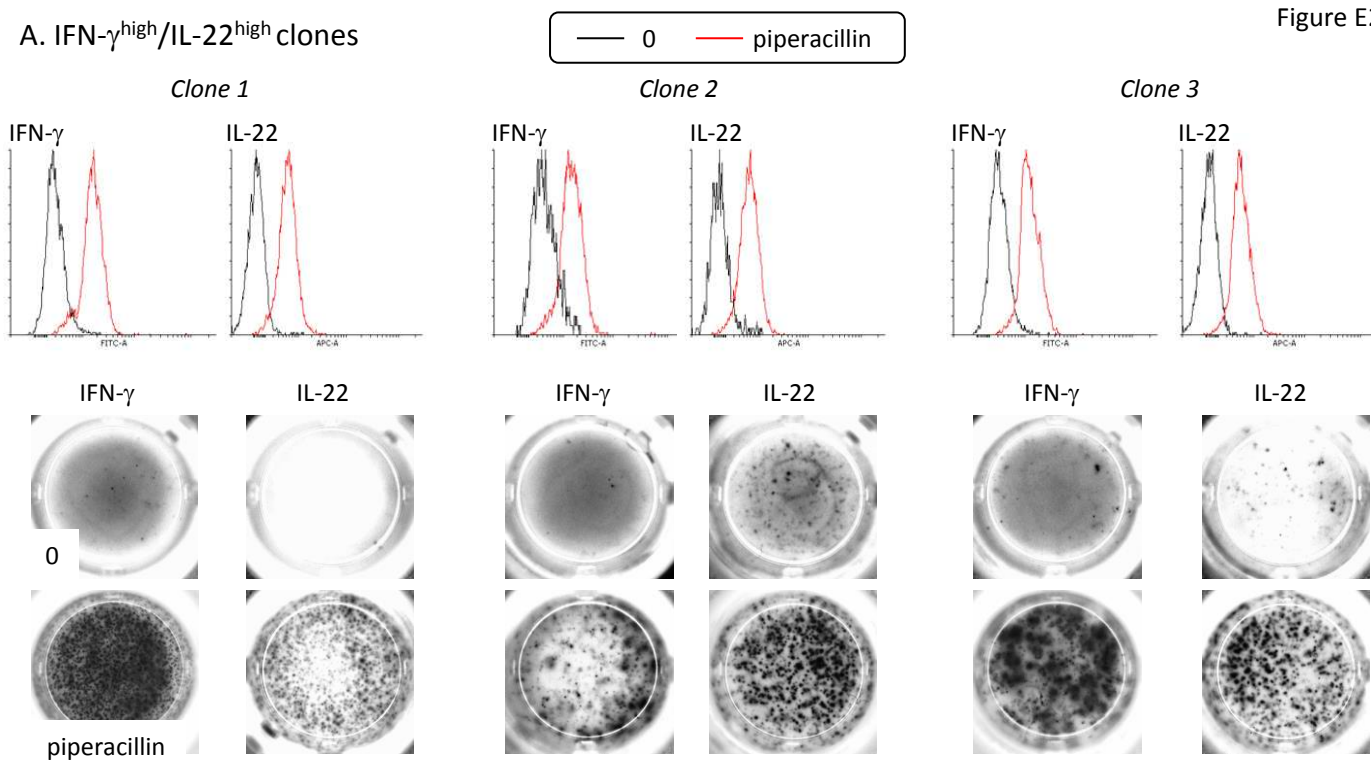 Figure E2
A. IFN-γhigh/IL-22high clones
0 piperacillin
Clone 1 Clone 2 Clone 3
IFN-γ IL-22 IFN-γ IL-22 IFN-γ IL-22
FITC-A APC-A FITC-A APC-A FITC-A APC-A
IFN-γ IL-22 IFN-γ IL-22 IFN-γ IL-22
0
piperacillin